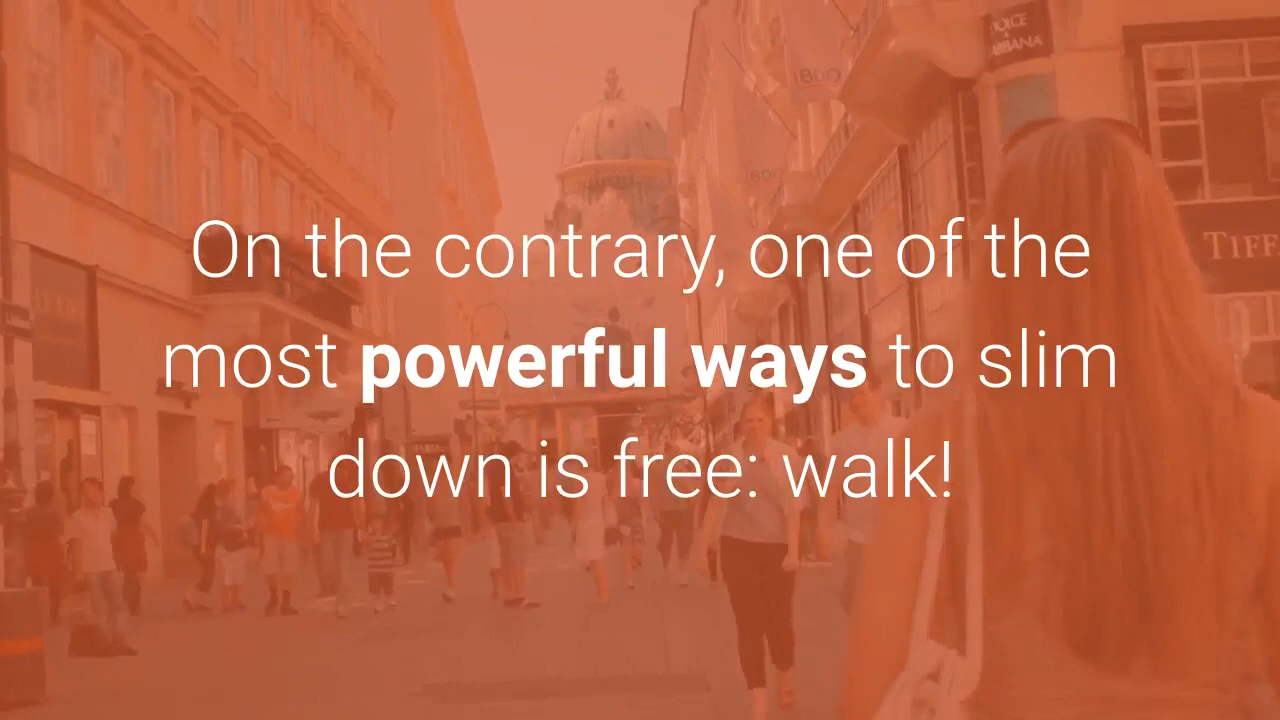 DOLCE
&
GABBANA
BDO
BDO
TIFF
On the contrary, one of the
most powerful ways to slim
down is free: walk!